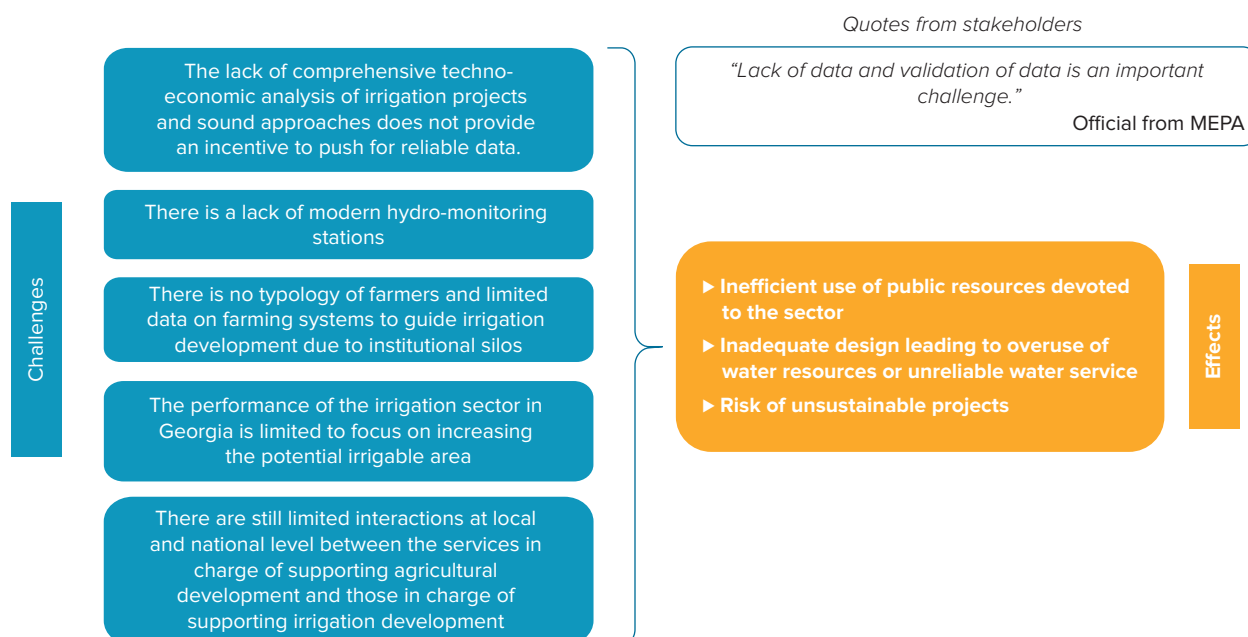 Challenges
The lack of comprehensive techno-
economic analysis of irrigation projects
and sound approaches does not provide
an incentive to push for reliable data.
There is a lack of modern hydro-monitoring
stations
There is no typology of farmers and limited
data on farming systems to guide irrigation
development due to institutional silos
The performance of the irrigation sector in
Georgia is limited to focus on increasing
the potential irrigable area
There are still limited interactions at local
and national level between the services in
charge of supporting agricultural
development and those in charge of
supporting irrigation development
Quotes from stakeholders
“Lack of data and validation of data is an important
challenge.”
Official from MEPA
▶ Inefficient use of public resources devoted
to the sector
▶ Inadequate design leading to overuse of
water resources or unreliable water service
▶ Risk of unsustainable projects
Effects